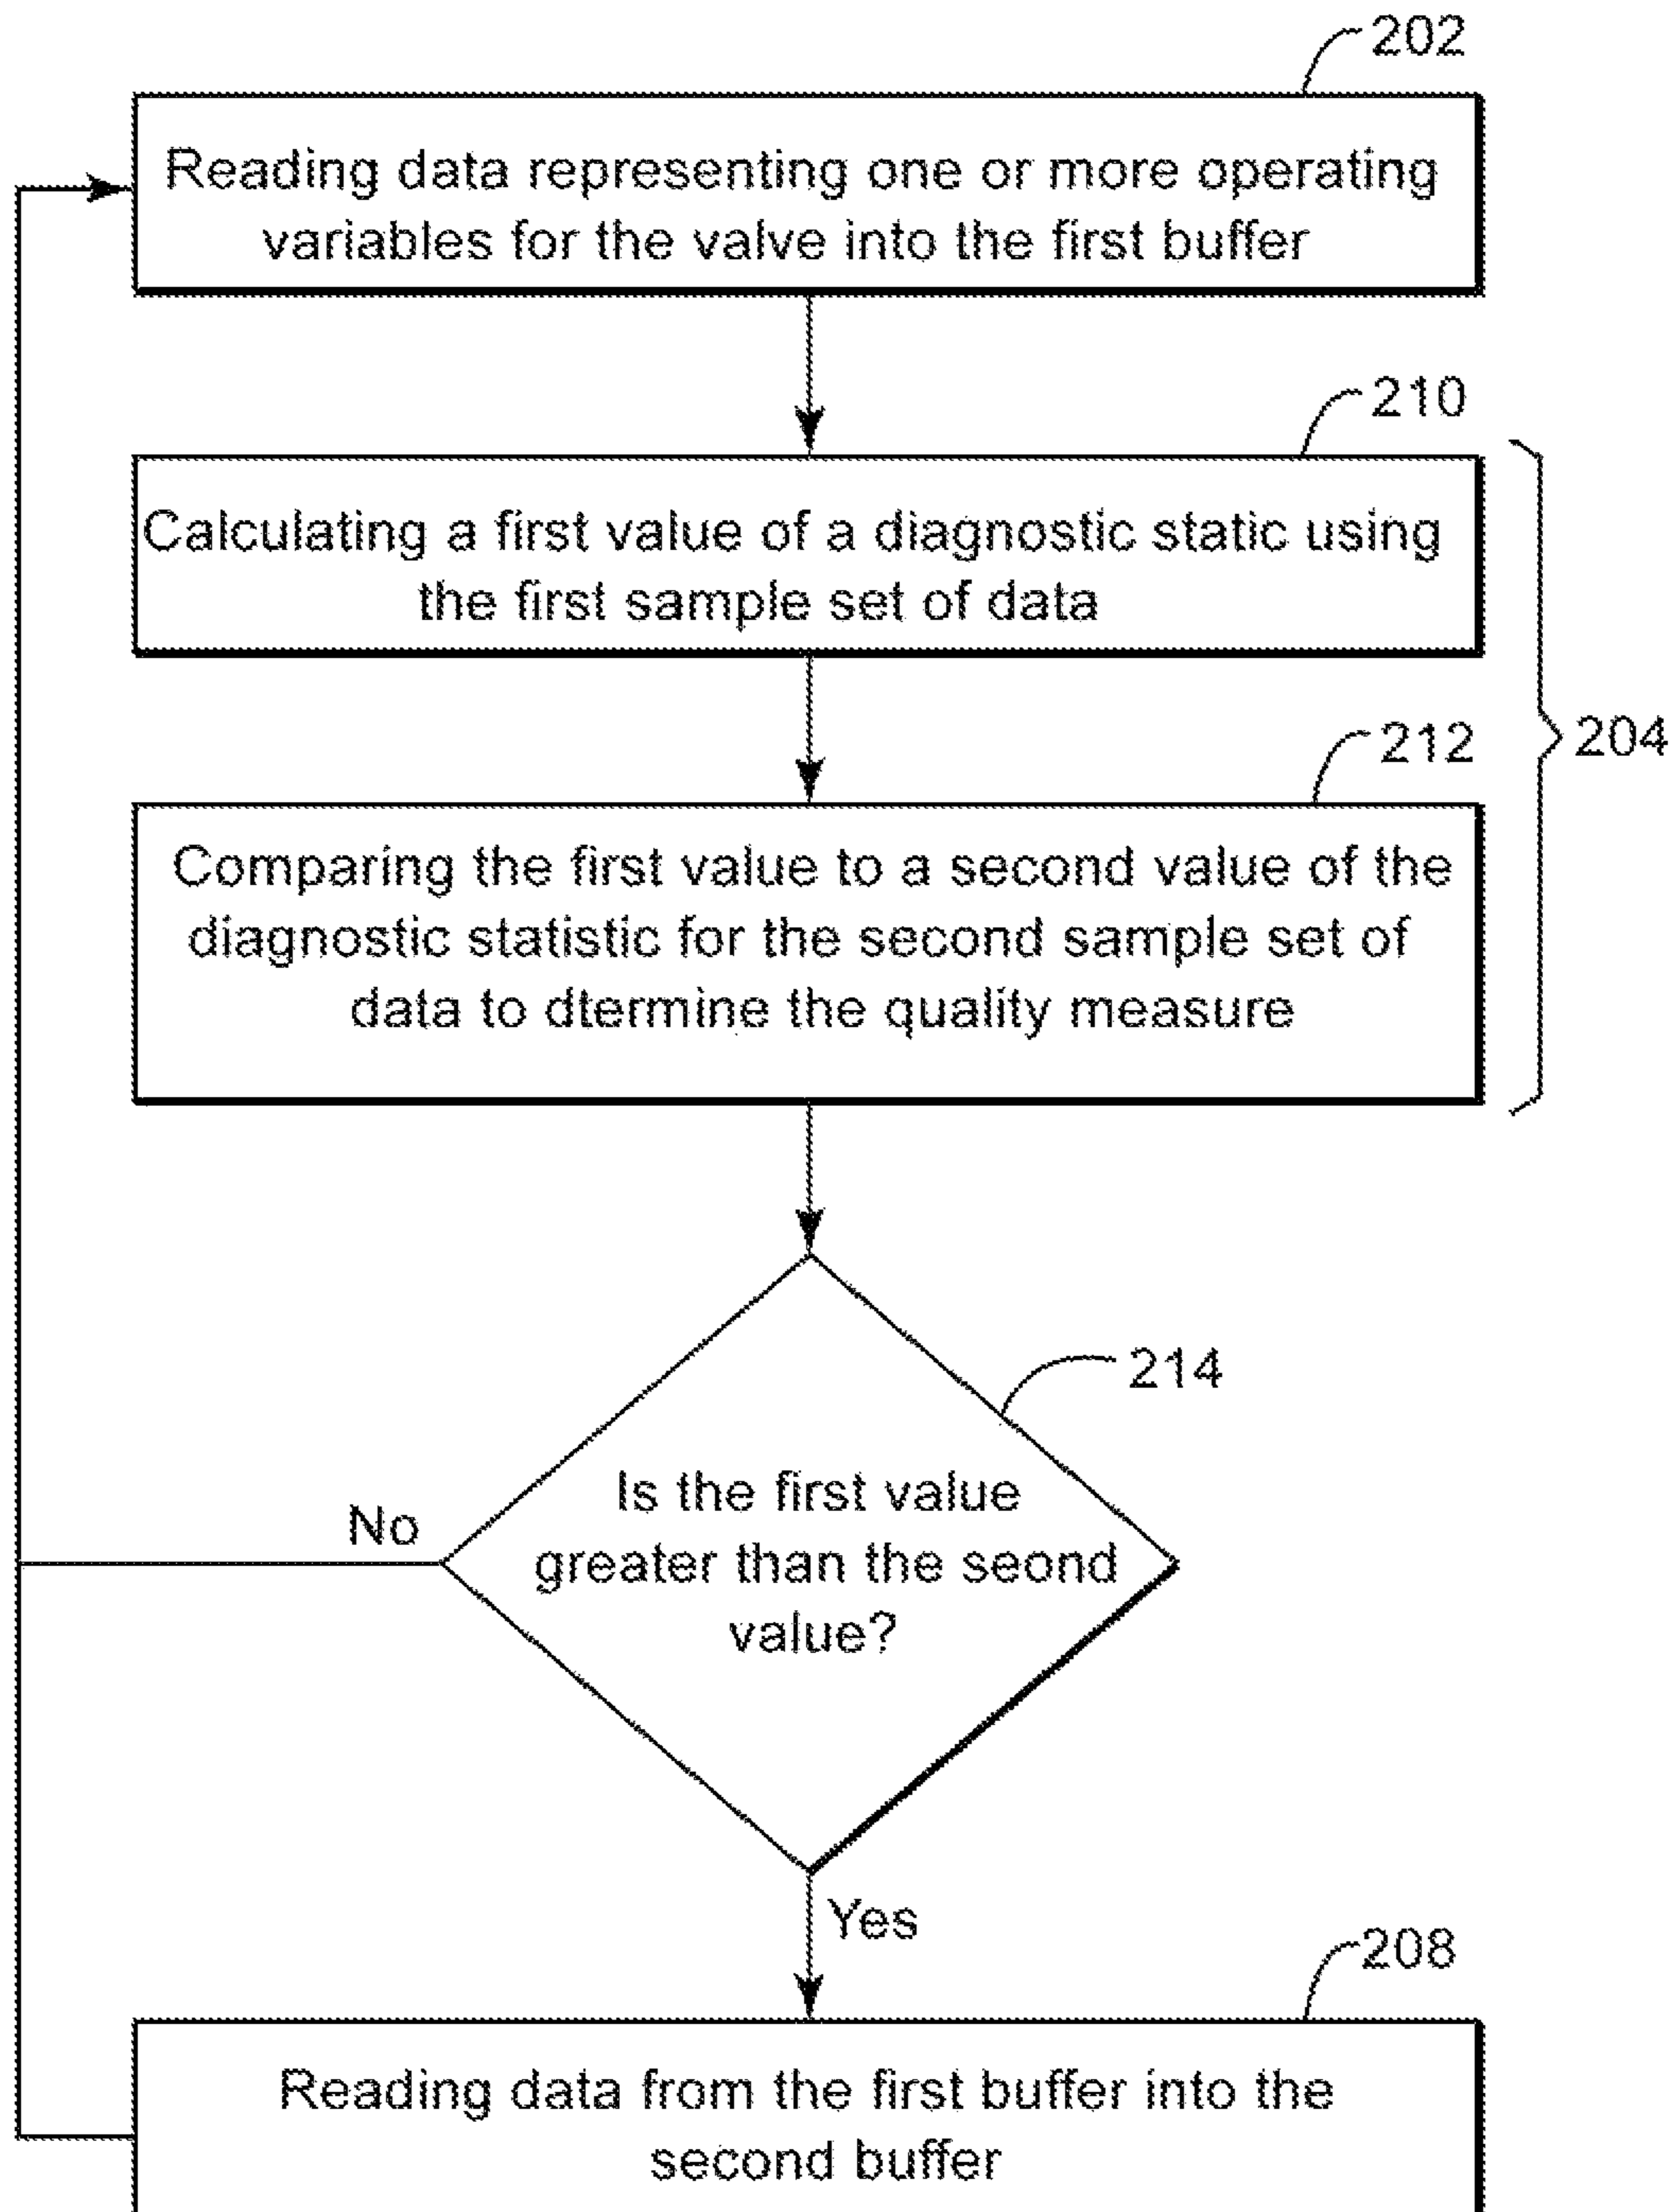 202
Reading data representing one or more operating
variables for the valve into the first buffer
210
Calculating a first value of a diagnostic static using
the first sample set of data
204
212
Comparing the first value to a second value of the
diagnostic statistic for the second sample set of
data to dtermine the quality measure
214
Is the first value
greater than the seond
value?
No
Yes
208
Reading data from the first buffer into the
second buffer